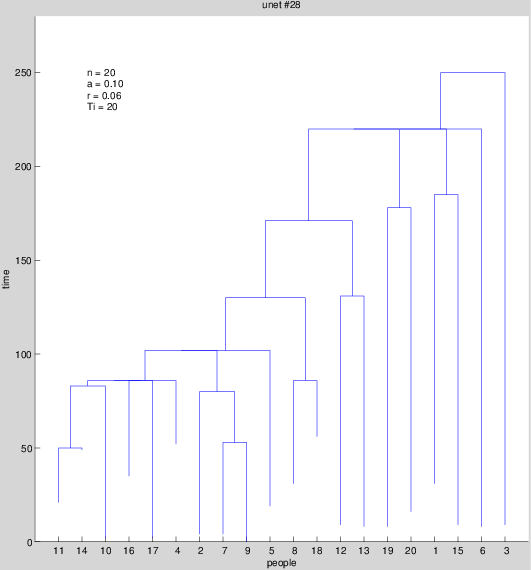 unet #28
n = 20
a = 0.10
r = 0.06
Ti = 20
250
200
150
100
50
0
time
11 14 10 16 17 4 2 7 9 5 8 18 12 13 19 20 1 15 6 3
people